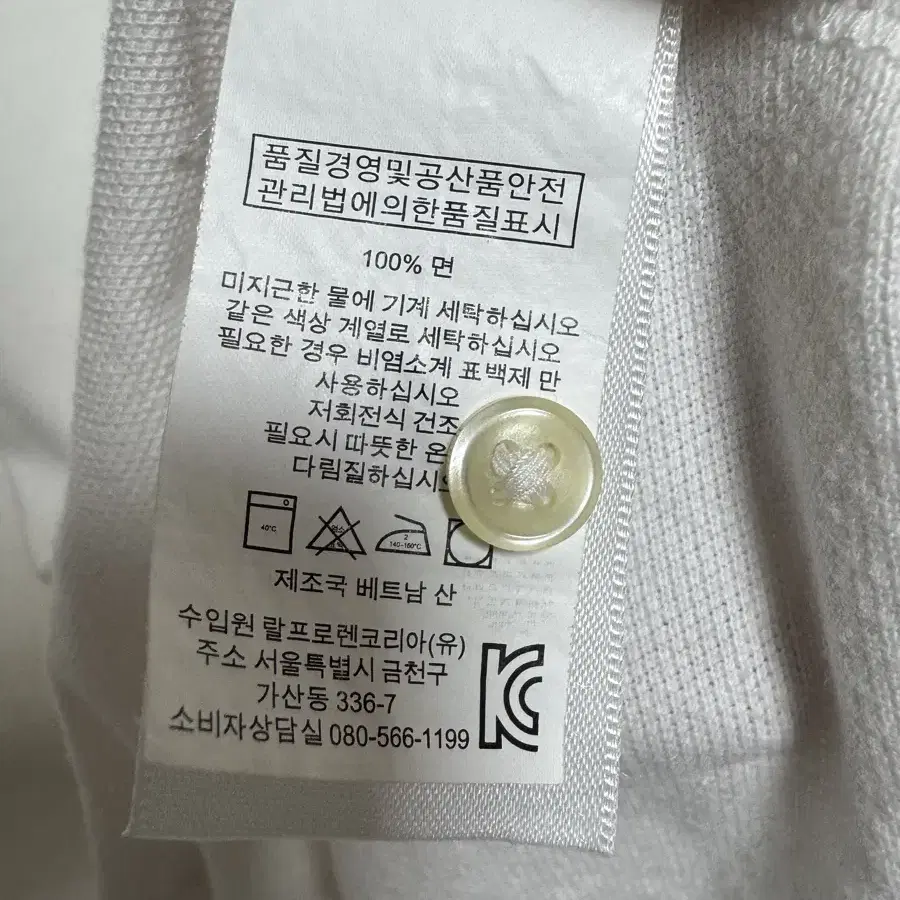 품질경영및공산품안전
관리법에의한품질표시
100% 면
미지근한 물에 기계 세탁하십시오
같은 색상 계열로 세탁하십시오
필요한 경우 비염소계 표백제 만
사용하십시오
저회전식 건조
필요시 따뜻한
다림질하십시오
40°C
염소
2
140~160°C
제조국 베트남 산
수입원 랄프로렌코리아(유)
주소 서울특별시 금천구
가산동 336-7
소비자상담실 080-566-1199